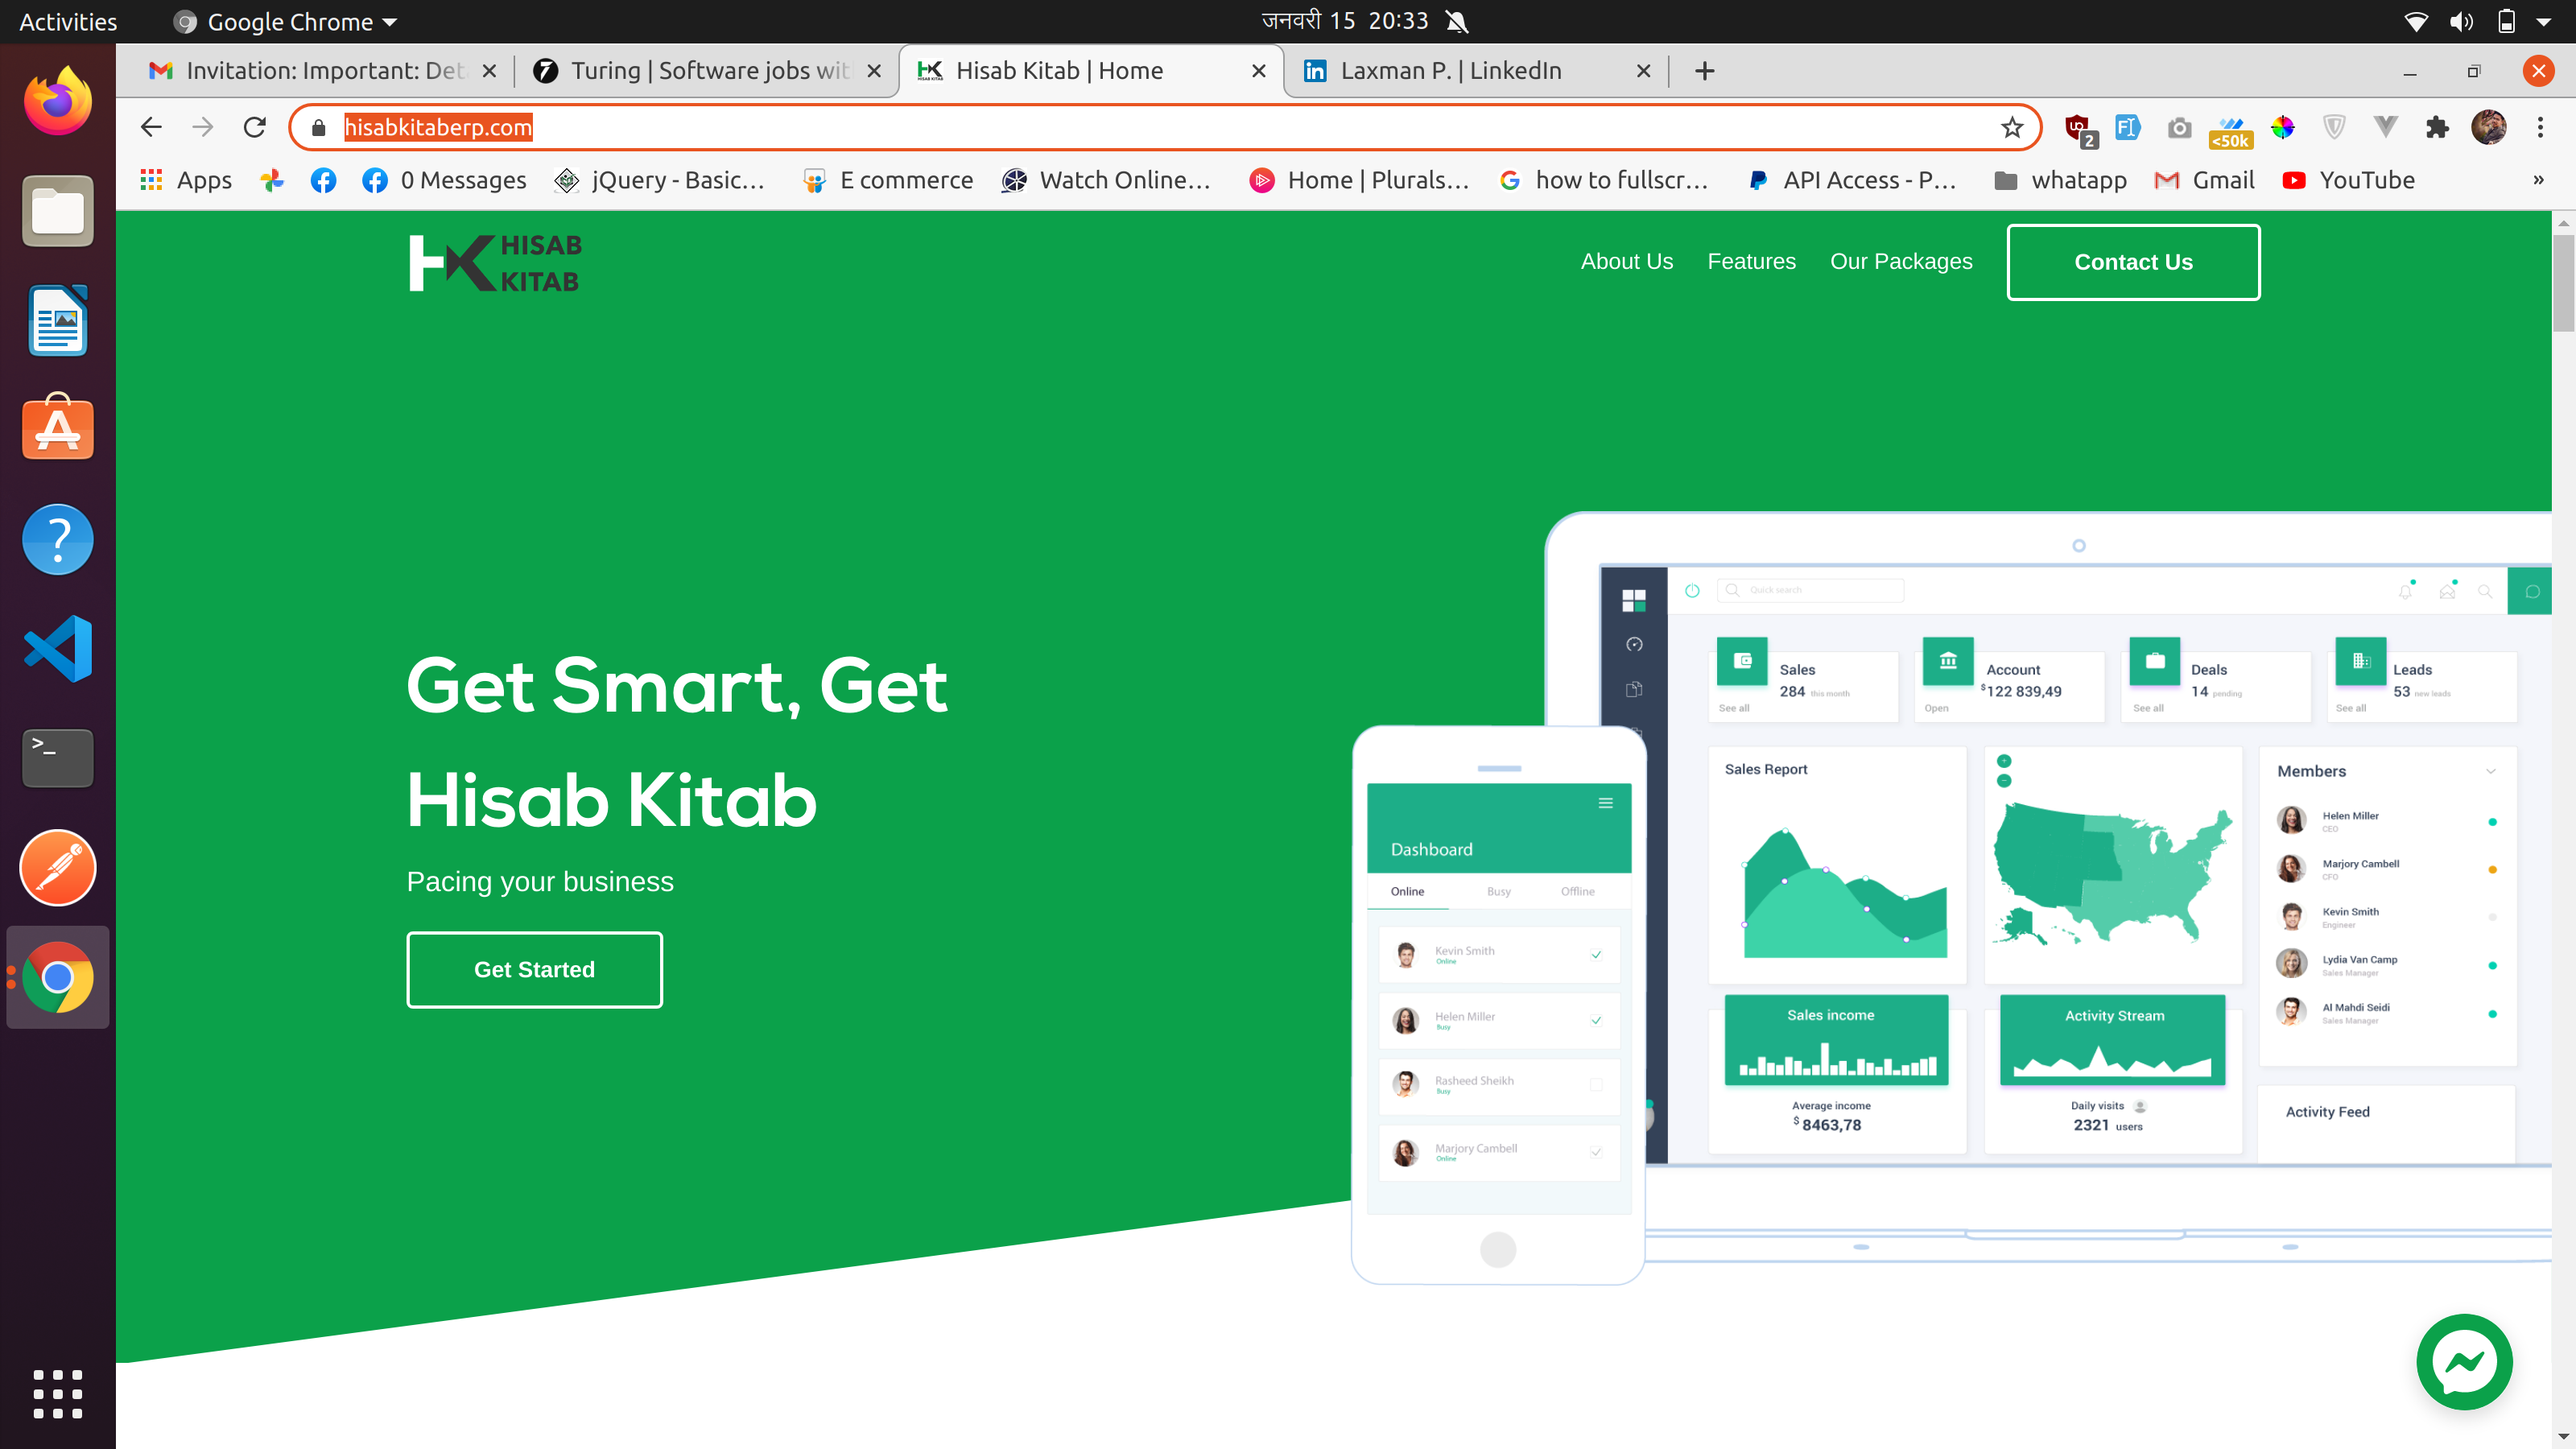 Activities
Google Chrome
जनवरी 15 20:33
Invitation: Important: Det
Turing | Software jobs wit
Hisab Kitab | Home
Laxman P. | LinkedIn
hisabkitaberp.com
2
<50k
Apps
0 Messages
jQuery - Basic...
E commerce
Watch Online...
Home | Plurals...
how to fullscr...
API Access - P...
whatapp
Gmail
YouTube
»
HISAB
KITAB
About Us
Features
Our Packages
Contact Us
Get Smart, Get
Hisab Kitab
Pacing your business
Get Started
Quick search
Sales
284 this month
See all
Account
$122 839,49
Open
Deals
14 pending
See all
Leads
53 new leads
See all
Sales Report
Members
Helen Miller
CEO
Marjory Cambell
CFO
Kevin Smith
Engineer
Lydia Van Camp
Sales Manager
Al Mahdi Seidi
Sales Manager
Sales income
Average income
$ 8463,78
Activity Stream
Daily visits
2321 users
Activity Feed
Dashboard
Online
Busy
Offline
Kevin Smith
Online
Helen Miller
Busy
Rasheed Sheikh
Busy
Marjory Cambell
Online